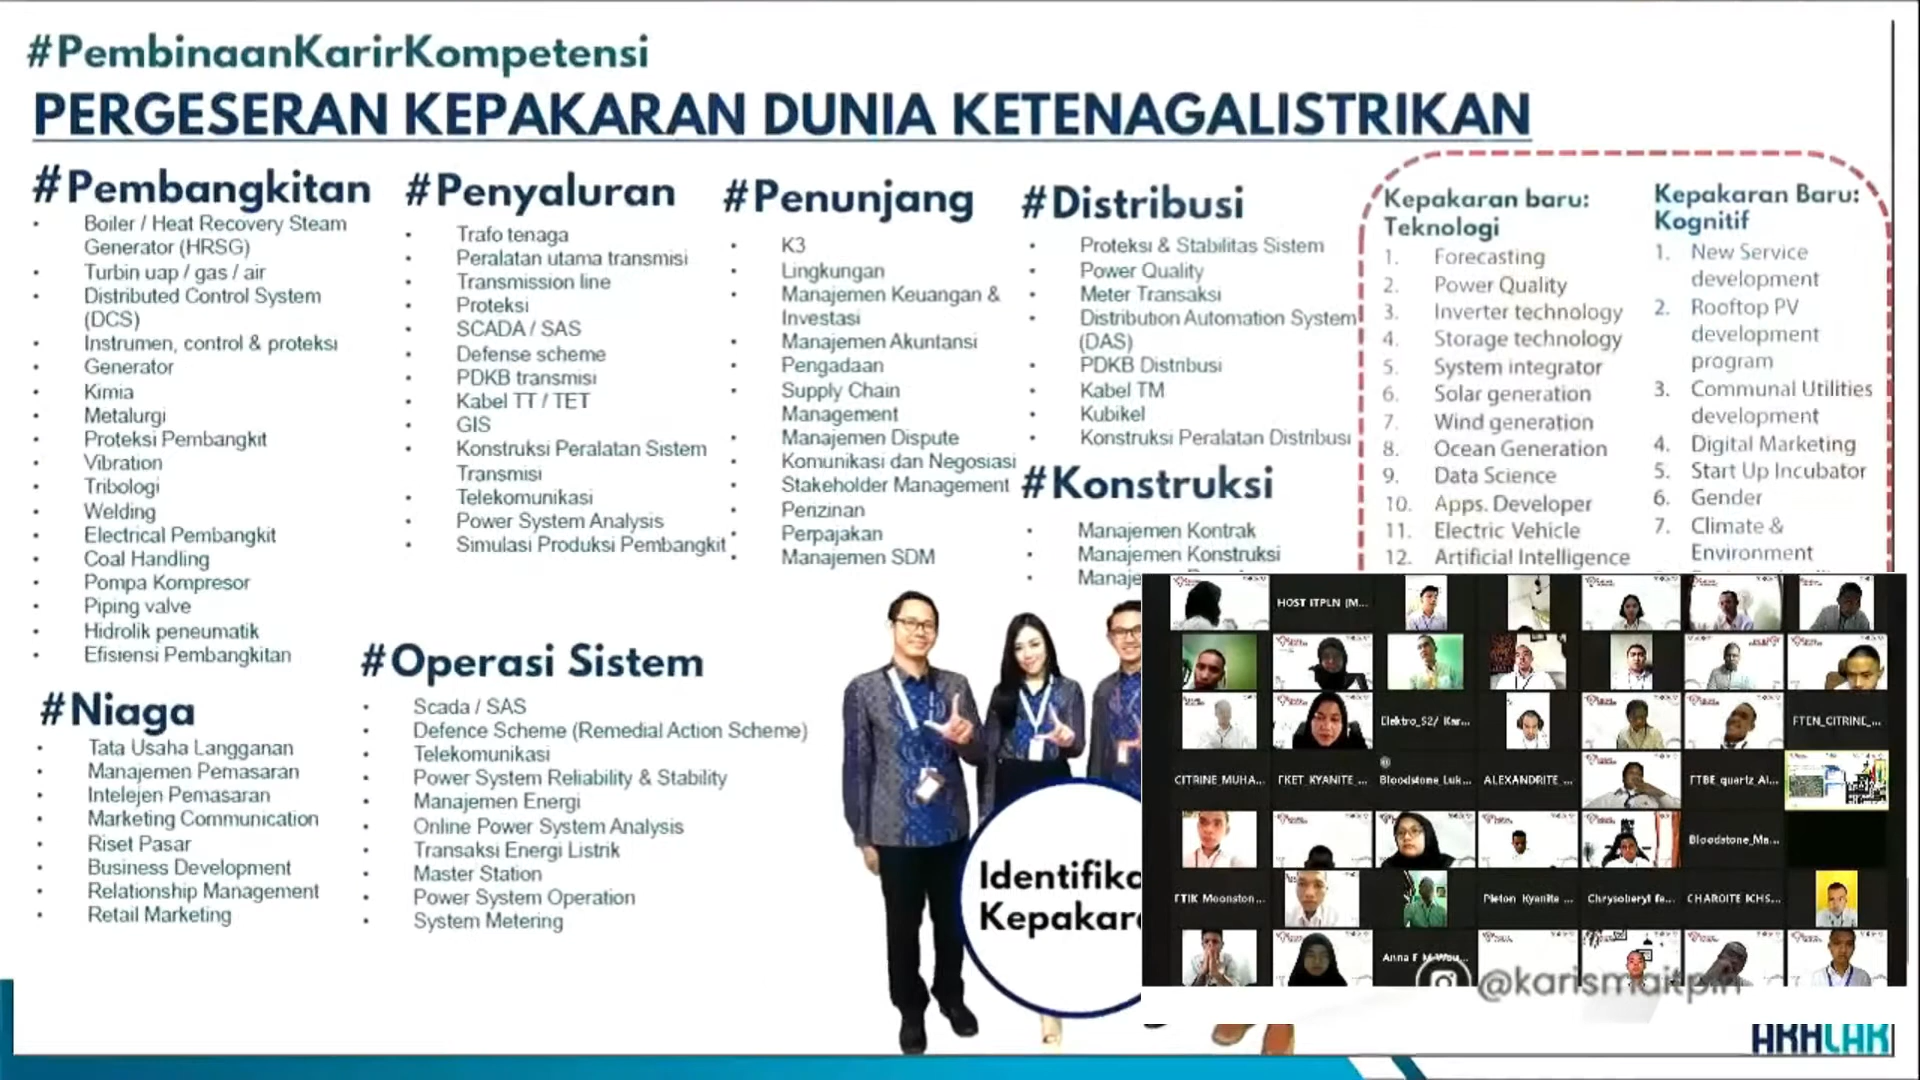 #PembinaanKarirKompetensi
PERGESERAN KEPAKARAN DUNIA KETENAGALISTRIKAN
#Pembangkitan
Boiler / Heat Recovery Steam
Generator (HRSG)
Turbin uap / gas / air
Distributed Control System
(DCS)
Instrumen, control & proteksi
Generator
Kimia
Metalurgi
Proteksi Pembangkit
Vibration
Tribologi
Welding
Electrical Pembangkit
Coal Handling
Pompa Kompresor
Piping valve
Hidrolik peneumatik
Efisiensi Pembangkitan
#Niaga
Tata Usaha Langganan
Manajemen Pemasaran
Intelejen Pemasaran
Marketing Communication
Riset Pasar
Business Development
Relationship Management
Retail Marketing
#Penyaluran
Trafo tenaga
Peralatan utama transmisi
Transmission line
Proteksi
SCADA / SAS
Defense scheme
PDKB transmisi
Kabel TT / TET
GIS
Konstruksi Peralatan Sistem
Transmisi
Telekomunikasi
Power System Analysis
Simulasi Produksi Pembangkit
#Operasi Sistem
Scada / SAS
Defence Scheme (Remedial Action Scheme)
Telekomunikasi
Power System Reliability & Stability
Manajemen Energi
Online Power System Analysis
Transaksi Energi Listrik
Master Station
Power System Operation
System Metering
#Penunjang
K3
Lingkungan
Manajemen Keuangan &
Investasi
Manajemen Akuntansi
Pengadaan
Supply Chain
Management
Manajemen Dispute
Komunikasi dan Negosiasi
Stakeholder Management
Perizinan
Perpajakan
Manajemen SDM
#Distribusi
Proteksi & Stabilitas Sistem
Power Quality
Meter Transaksi
Distribution Automation System
(DAS)
PDKB Distribusi
Kabel TM
Kubikel
Konstruksi Peralatan Distribusi
#Konstruksi
Manajemen Kontrak
Manajemen Konstruksi
Kepakaran baru:
Teknologi
1. Forecasting
2. Power Quality
3. Inverter technology
4. Storage technology
5. System integrator
6. Solar generation
7. Wind generation
8. Ocean Generation
9. Data Science
10. Apps. Developer
11. Electric Vehicle
12. Artificial Intelligence
Kepakaran Baru:
Kognitif
1. New Service
development
2. Rooftop PV
development
program
3. Communal Utilities
development
4. Digital Marketing
5. Start Up Incubator
6. Gender
7. Climate &
Environment
HOST ITPLN (M...
Elektro_S2/ Kar...
FTEN_CITRINE_...
CITRINE MUHA...
FKET KYANITE_...
Bloodstone_Luk...
ALEXANDRITE ...
FTBE quartz Al...
Bloodstone_Ma...
FTIK Moonston...
Pleton Kyanite ...
Chrysoberyl Fa...
CHAROITE ICHS...
Anna F M Wou...
@karismaitpln
AKHLAK